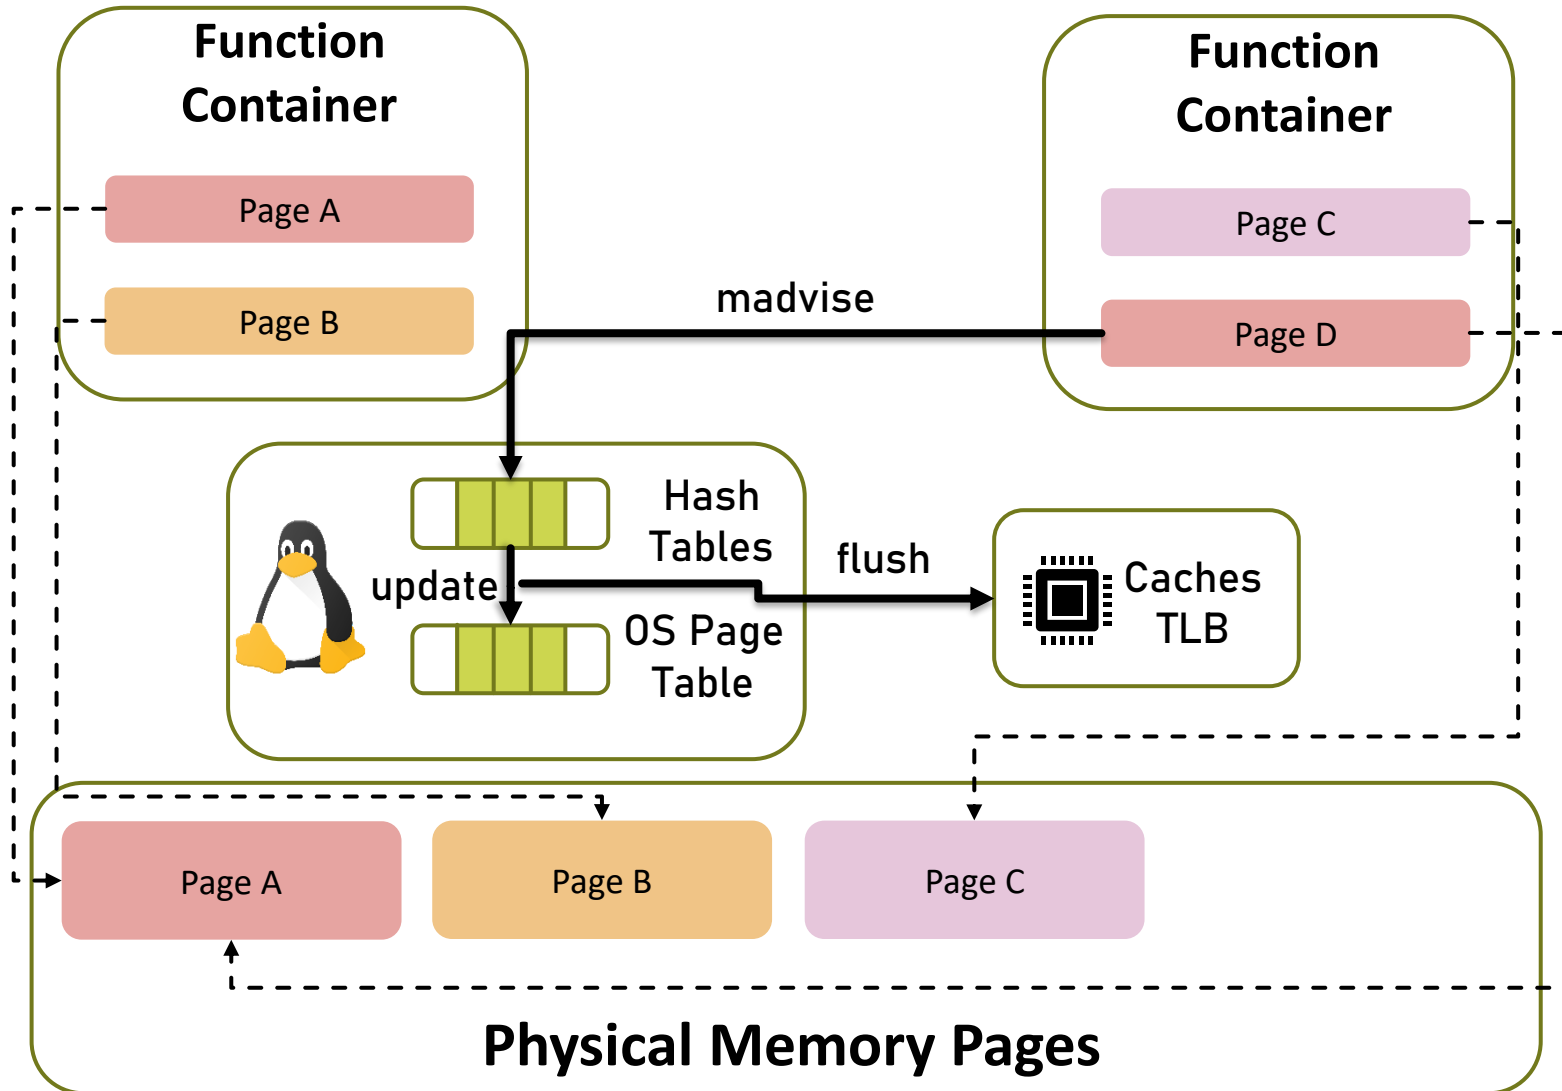 Function
Container
Page A
Page B
Function
Container
Page C
Page D
madvise
Hash
Tables
update
flush
OS Page
Table
Caches
TLB
Page A
Page B
Page C
Physical Memory Pages